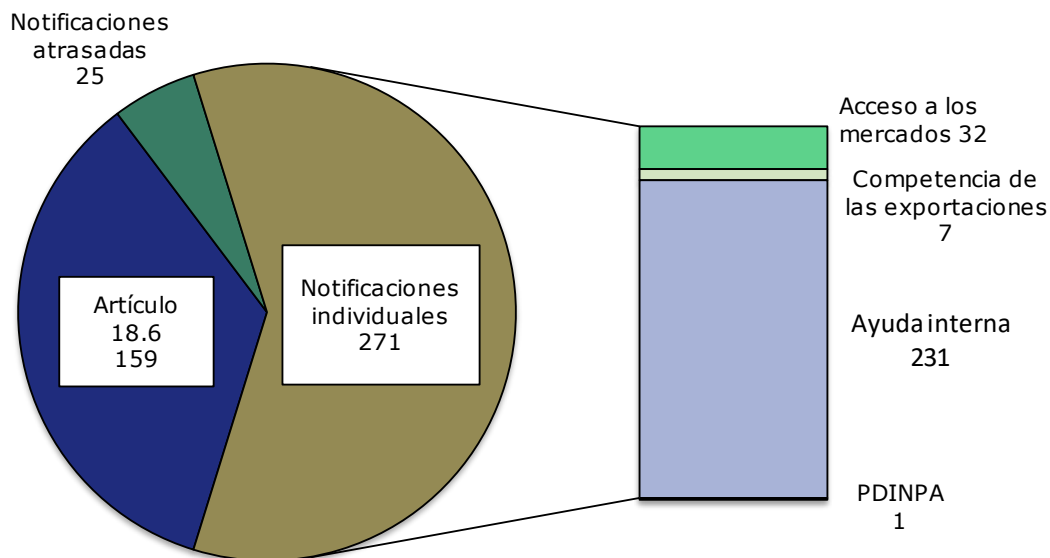 Notificaciones
atrasadas
25
Artículo
18.6
159
Notificaciones
individuales
271
Acceso a los
mercados 32
Competencia de
las exportaciones
7
Ayuda interna
231
PDINPA
1